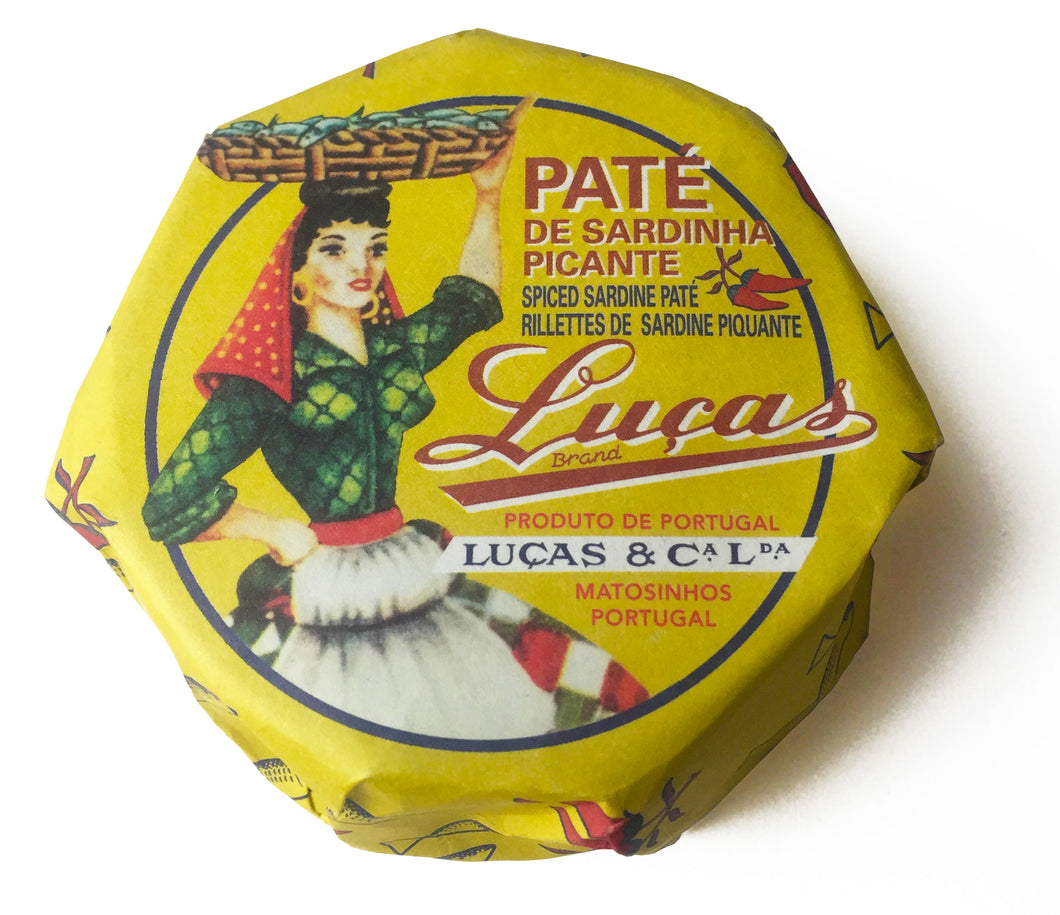 PATÉ
DE SARDINHA
PICANTE
SPICED SARDINE PATÉ
RILLETTES DE SARDINE PIQUANTE
Luças
Brand
PRODUTO DE PORTUGAL
LUÇAS & Cᴬ. Lᴰᴬ.
MATOSINHOS
PORTUGAL